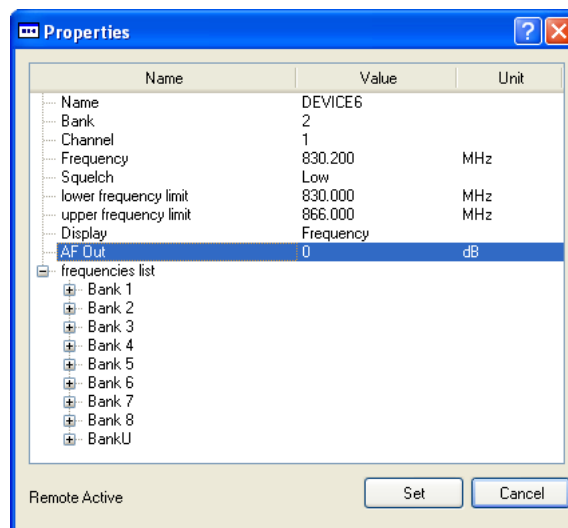 Properties
Name Value Unit
Name DEVICE6
Bank 2
Channel 1
Frequency 830.200 MHz
Squelch Low
lower frequency limit 830.000 MHz
upper frequency limit 866.000 MHz
Display Frequency
AF Out 0 dB
frequencies list
Bank 1
Bank 2
Bank 3
Bank 4
Bank 5
Bank 6
Bank 7
Bank 8
BankU
Remote Active Set Cancel